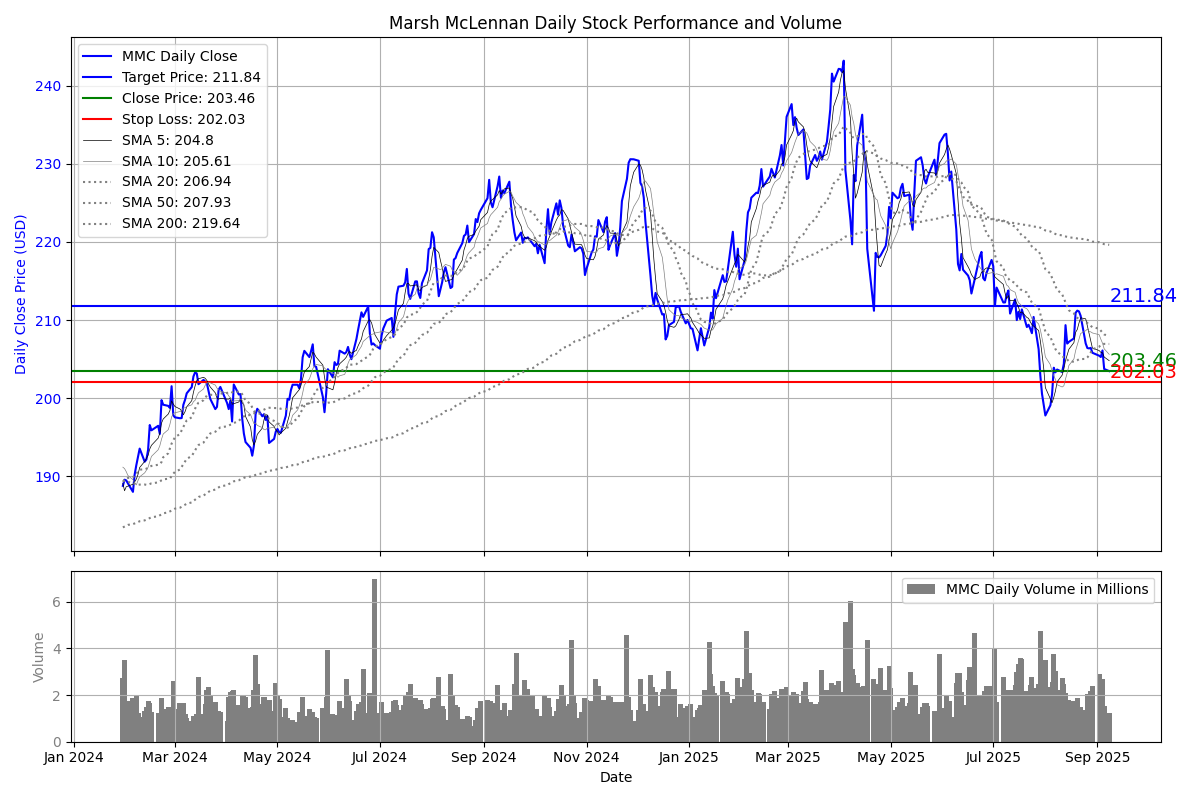 Marsh McLennan Daily Stock Performance and Volume
MMC Daily Close
Target Price: 211.84
Close Price: 203.46
Stop Loss: 202.03
SMA 5: 204.8
SMA 10: 205.61
SMA 20: 206.94
SMA 50: 207.93
SMA 200: 219.64
Daily Close Price (USD)
240
230
220
210
200
190
211.84
203.46
202.03
MMC Daily Volume in Millions
Volume
6
4
2
0
Jan 2024 Mar 2024 May 2024 Jul 2024 Sep 2024 Nov 2024 Jan 2025 Mar 2025 May 2025 Jul 2025 Sep 2025
Date